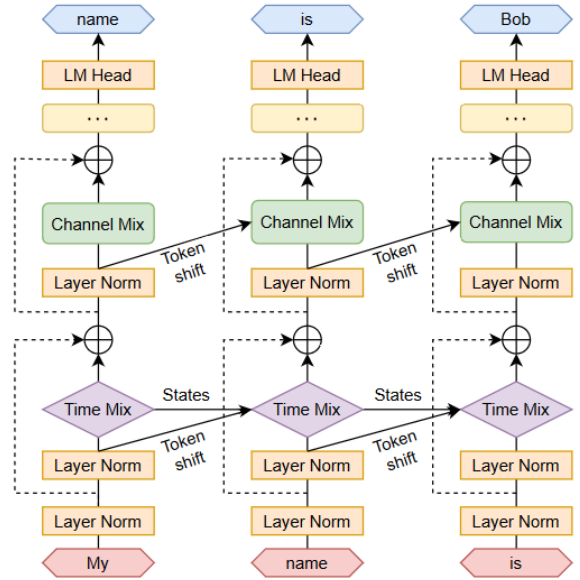 name is Bob
LM Head LM Head LM Head
... ... ...
Channel Mix Channel Mix Channel Mix
Token shift Token shift
Layer Norm Layer Norm Layer Norm
States States
Time Mix Time Mix Time Mix
Token shift Token shift
Layer Norm Layer Norm Layer Norm
Layer Norm Layer Norm Layer Norm
My name is